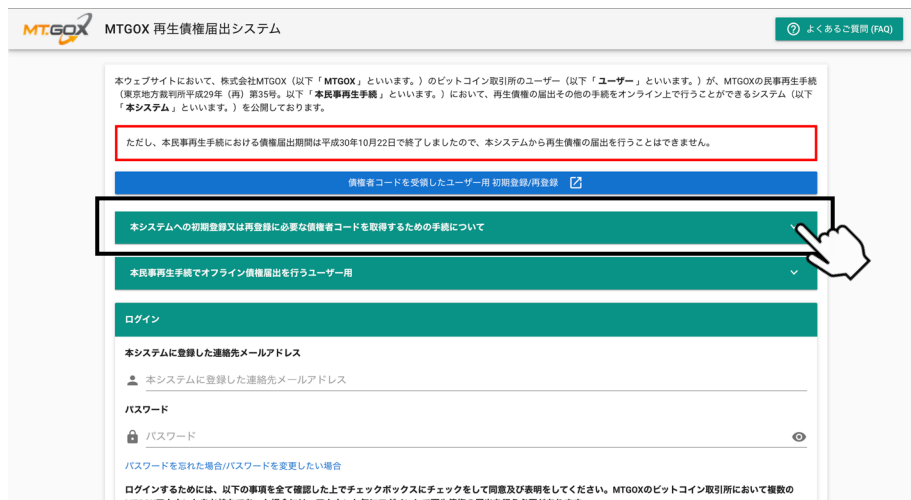 MT.GOX MTGOX 再生債権届出システム よくあるご質問 (FAQ)
本ウェブサイトにおいて、株式会社MTGOX（以下「 MTGOX 」といいます。）のビットコイン取引所のユーザー（以下「 ユーザー 」といいます。）が、MTGOXの民事再生手続
（東京地方裁判所平成29年（再）第35号。以下「 本民事再生手続 」といいます。）において、再生債権の届出その他の手続をオンライン上で行うことができるシステム（以下
「 本システム 」といいます。）を公開しております。
ただし、本民事再生手続における債権届出期間は平成30年10月22日で終了しましたので、本システムから再生債権の届出を行うことはできません。
債権者コードを受領したユーザー用 初期登録/再登録
本システムへの初期登録又は再登録に必要な債権者コードを取得するための手続について
本民事再生手続でオフライン債権届出を行うユーザー用
ログイン
本システムに登録した連絡先メールアドレス
本システムに登録した連絡先メールアドレス
パスワード
パスワード
パスワードを忘れた場合/パスワードを変更したい場合
ログインするためには、以下の事項を全て確認した上でチェックボックスにチェックをして同意及び表明をしてください。MTGOXのビットコイン取引所において複数の